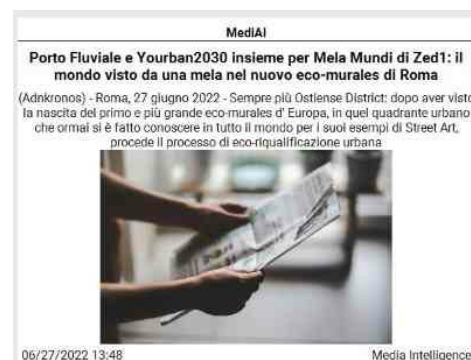 MediAI
Porto Fluviale e Yourban2030 insieme per Mela Mundi di Zed1: il
mondo visto da una mela nel nuovo eco-murales di Roma
(Adnkronos) - Roma, 27 giugno 2022 - Sempre più Ostiense District: dopo aver visto
la nascita del primo e più grande eco-murales d' Europa, in quel quadrante urbano
che ormai si è fatto conoscere in tutto il mondo per i suoi esempi di Street Art,
procede il processo di eco-riqualificazione urbana
06/27/2022 13:48
Media Intelligence